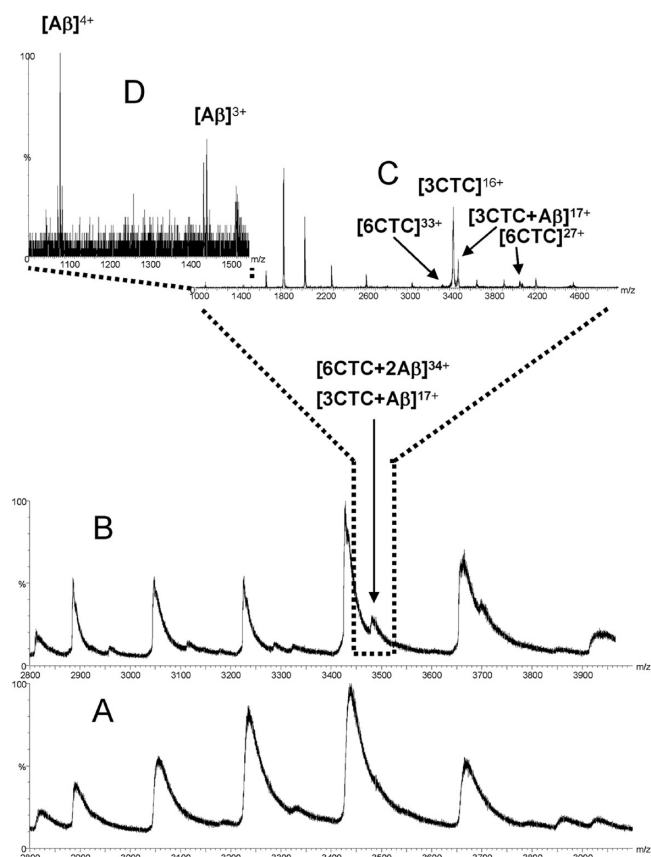 [Aβ]4+
100
D
[Aβ]3+
%
0
1100 1200 1300 1400 1500 m/z
C
[3CTC]16+
[6CTC]33+
[3CTC+Aβ]17+
[6CTC]27+
1000 1400 1800 2200 2600 3000 3400 3800 4200 4600 m/z
[6CTC+2Aβ]34+
[3CTC+Aβ]17+
100
B
%
0
2800 2900 3000 3100 3200 3300 3400 3500 3600 3700 3800 3900 m/z
100
A
%
0
m/z